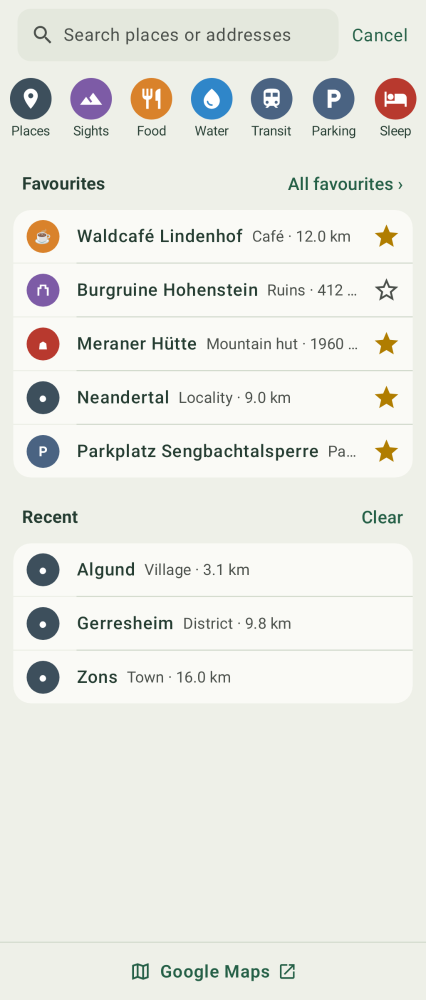 Search places or addresses Cancel
Places Sights Food Water Transit Parking Sleep
Favourites All favourites ›
Waldcafé Lindenhof Café · 12.0 km
Burgruine Hohenstein Ruins · 412 …
Meraner Hütte Mountain hut · 1960 …
Neandertal Locality · 9.0 km
P Parkplatz Sengbachtalsperre Pa…
Recent Clear
Algund Village · 3.1 km
Gerresheim District · 9.8 km
Zons Town · 16.0 km
Google Maps